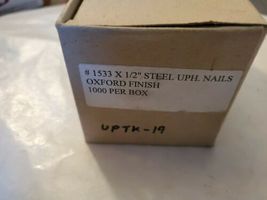 # 1533 X 1/2" STEEL UPH. NAILS
OXFORD FINISH
1000 PER BOX
UPTK-19